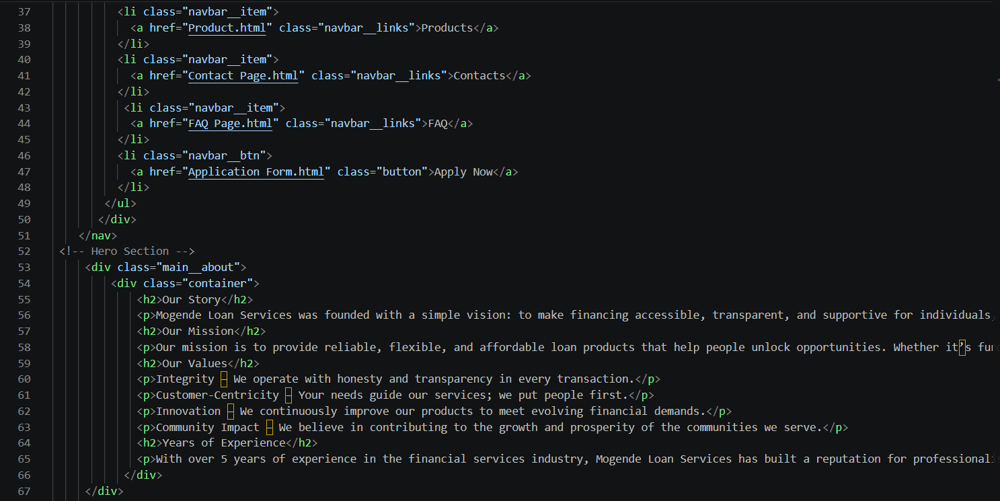 37 <li class="navbar__item">
38 <a href="Product.html" class="navbar__links">Products</a>
39 </li>
40 <li class="navbar__item">
41 <a href="Contact Page.html" class="navbar__links">Contacts</a>
42 </li>
43 <li class="navbar__item">
44 <a href="FAQ Page.html" class="navbar__links">FAQ</a>
45 </li>
46 <li class="navbar__btn">
47 <a href="Application Form.html" class="button">Apply Now</a>
48 </li>
49 </ul>
50 </div>
51 </nav>
52 <!-- Hero Section -->
53 <div class="main__about">
54 <div class="container">
55 <h2>Our Story</h2>
56 <p>Mogende Loan Services was founded with a simple vision: to make financing accessible, transparent, and supportive for individuals,
57 <h2>Our Mission</h2>
58 <p>Our mission is to provide reliable, flexible, and affordable loan products that help people unlock opportunities. Whether it’s
59 <h2>Our Values</h2>
60 <p>Integrity – We operate with honesty and transparency in every transaction.</p>
61 <p>Customer-Centricity – Your needs guide our services; we put people first.</p>
62 <p>Innovation – We continuously improve our products to meet evolving financial demands.</p>
63 <p>Community Impact – We believe in contributing to the growth and prosperity of the communities we serve.</p>
64 <h2>Years of Experience</h2>
65 <p>With over 5 years of experience in the financial services industry, Mogende Loan Services has built a reputation for
66 </div>
67 </div>